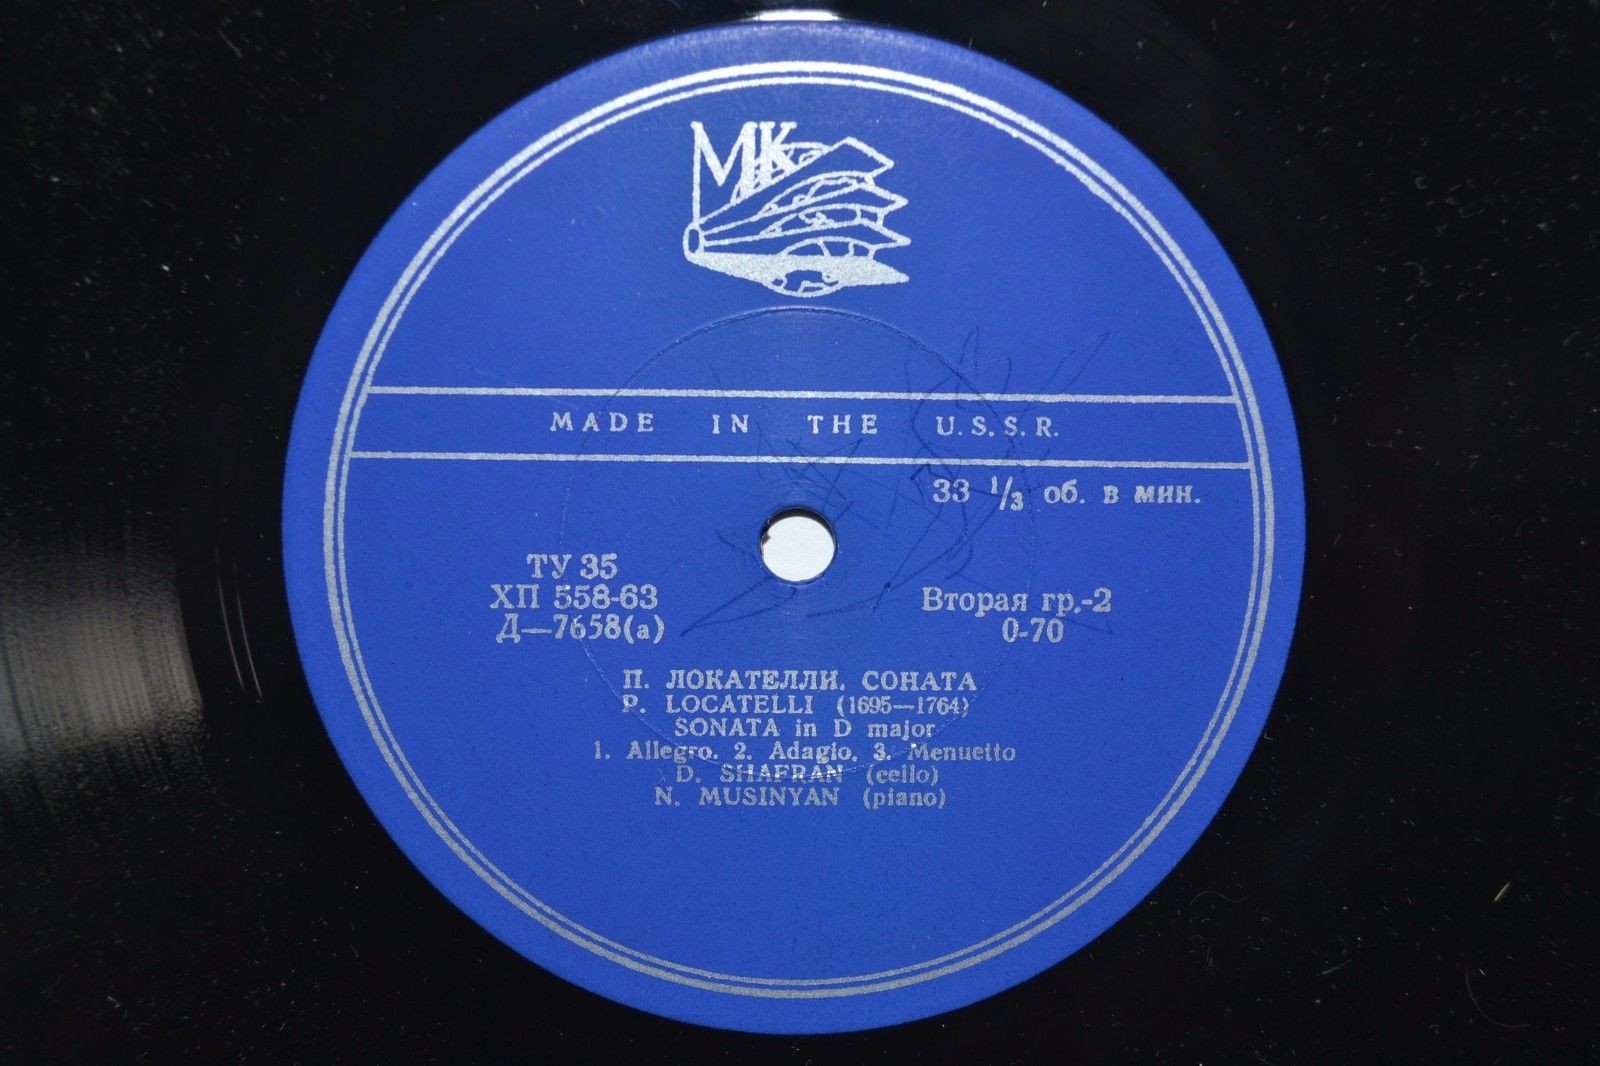 МК
MADE IN THE U.S.S.R.
33 1/3 об. в мин.
ТУ 35
ХП 558-63
Д—7658(а)
Вторая гр.-2
0-70
П. ЛОКАТЕЛЛИ. СОНАТА
P. LOCATELLI (1695—1764)
SONATA in D major
1. Allegro. 2. Adagio. 3. Menuetto
D. SHAFRAN (cello)
N. MUSINYAN (piano)